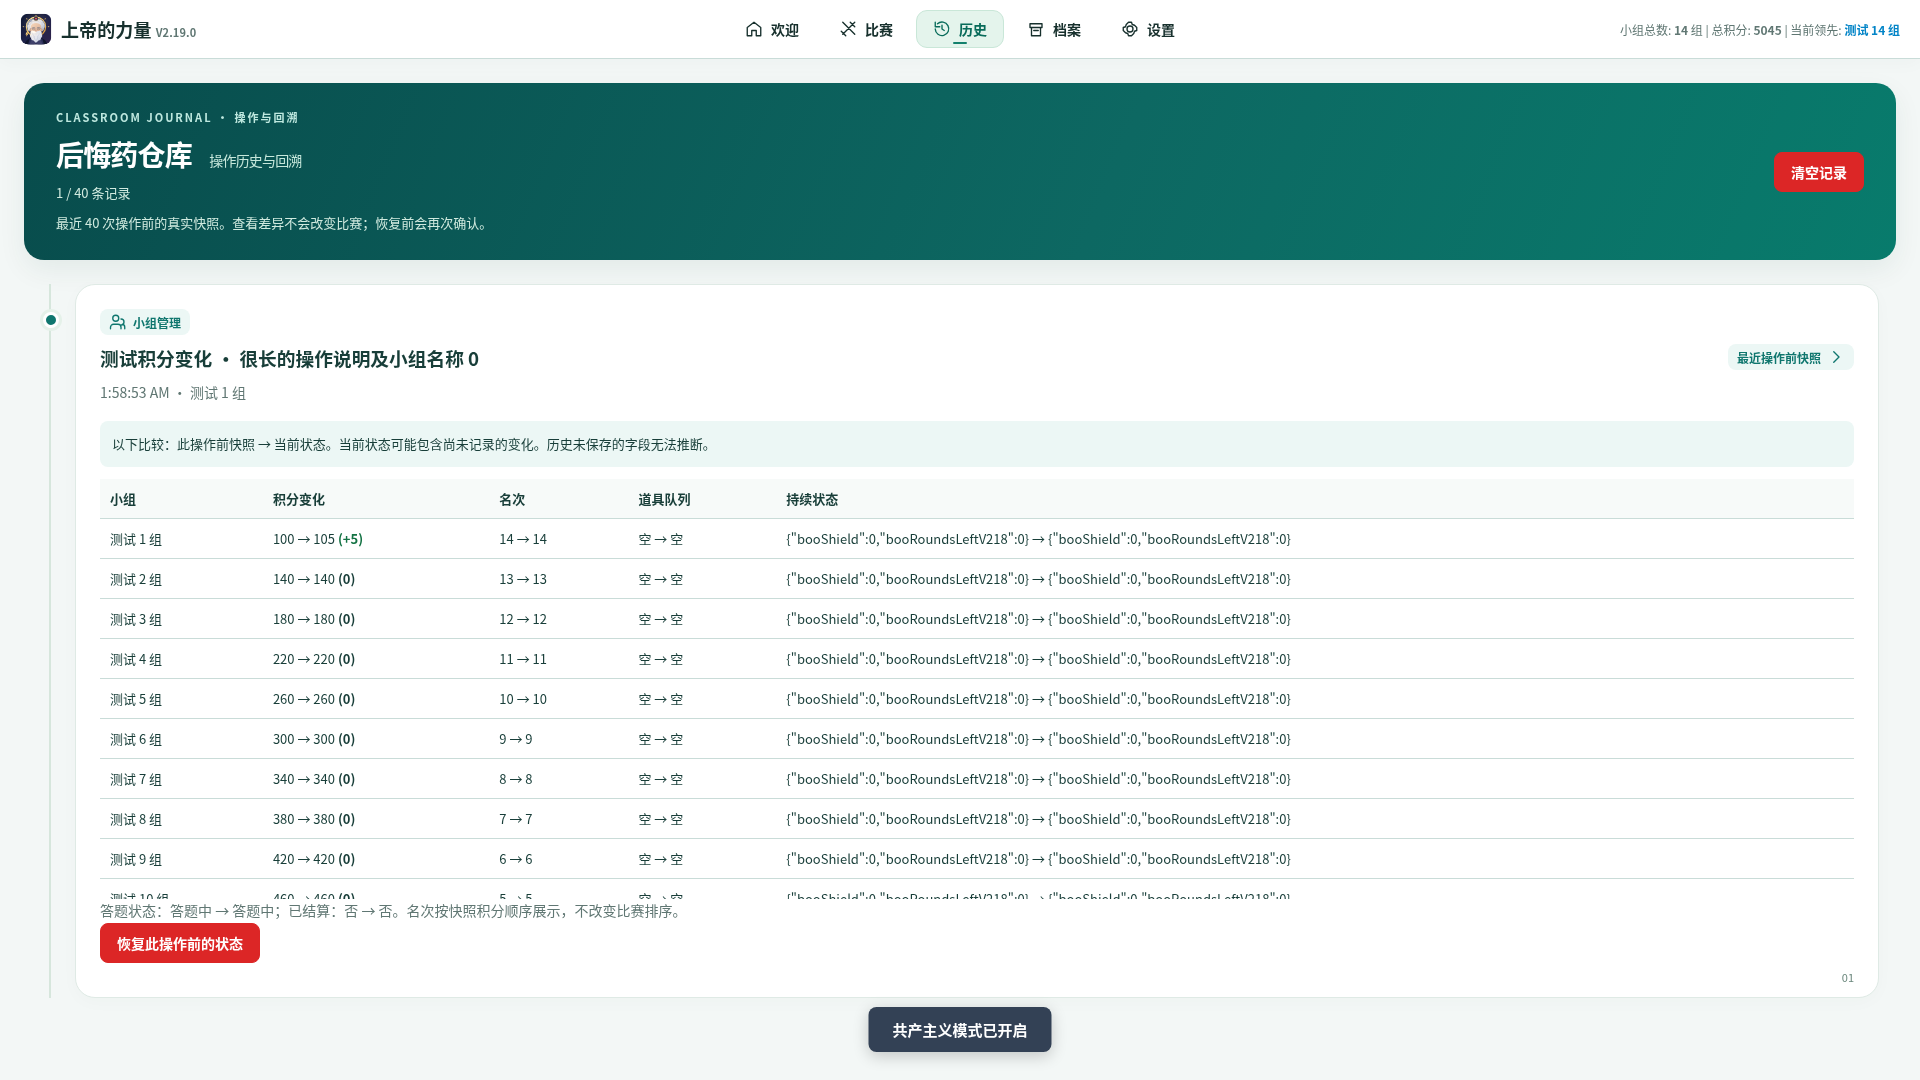 上帝的力量 V2.19.0
欢迎
比赛
历史
档案
设置
小组总数: 14 组 | 总积分: 5045 | 当前领先: 测试 14 组
CLASSROOM JOURNAL · 操作与回溯
后悔药仓库 操作历史与回溯
1 / 40 条记录
最近 40 次操作前的真实快照。查看差异不会改变比赛；恢复前会再次确认。
清空记录
小组管理
测试积分变化 · 很长的操作说明及小组名称 0
1:58:53 AM · 测试 1 组
最近操作前快照
以下比较：此操作前快照 → 当前状态。当前状态可能包含尚未记录的变化。历史未保存的字段无法推断。
小组 积分变化 名次 道具队列 持续状态
测试 1 组 100 → 105 (+5) 14 → 14 空 → 空 {"booShield":0,"booRoundsLeftV218":0} → {"booShield":0,"booRoundsLeftV218":0}
测试 2 组 140 → 140 (0) 13 → 13 空 → 空 {"booShield":0,"booRoundsLeftV218":0} → {"booShield":0,"booRoundsLeftV218":0}
测试 3 组 180 → 180 (0) 12 → 12 空 → 空 {"booShield":0,"booRoundsLeftV218":0} → {"booShield":0,"booRoundsLeftV218":0}
测试 4 组 220 → 220 (0) 11 → 11 空 → 空 {"booShield":0,"booRoundsLeftV218":0} → {"booShield":0,"booRoundsLeftV218":0}
测试 5 组 260 → 260 (0) 10 → 10 空 → 空 {"booShield":0,"booRoundsLeftV218":0} → {"booShield":0,"booRoundsLeftV218":0}
测试 6 组 300 → 300 (0) 9 → 9 空 → 空 {"booShield":0,"booRoundsLeftV218":0} → {"booShield":0,"booRoundsLeftV218":0}
测试 7 组 340 → 340 (0) 8 → 8 空 → 空 {"booShield":0,"booRoundsLeftV218":0} → {"booShield":0,"booRoundsLeftV218":0}
测试 8 组 380 → 380 (0) 7 → 7 空 → 空 {"booShield":0,"booRoundsLeftV218":0} → {"booShield":0,"booRoundsLeftV218":0}
测试 9 组 420 → 420 (0) 6 → 6 空 → 空 {"booShield":0,"booRoundsLeftV218":0} → {"booShield":0,"booRoundsLeftV218":0}
测试 10 组 460 → 460 (0) 5 → 5 空 → 空 {"booShield":0,"booRoundsLeftV218":0} → {"booShield":0,"booRoundsLeftV218":0}
答题状态：答题中 → 答题中；已结算：否 → 否。名次按快照积分顺序展示，不改变比赛排序。
恢复此操作前的状态
01
共产主义模式已开启